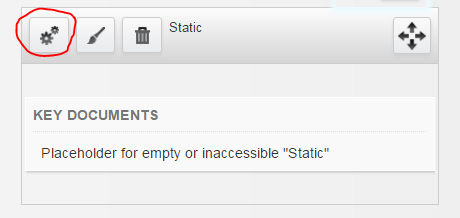 Static
KEY DOCUMENTS
Placeholder for empty or inaccessible "Static"